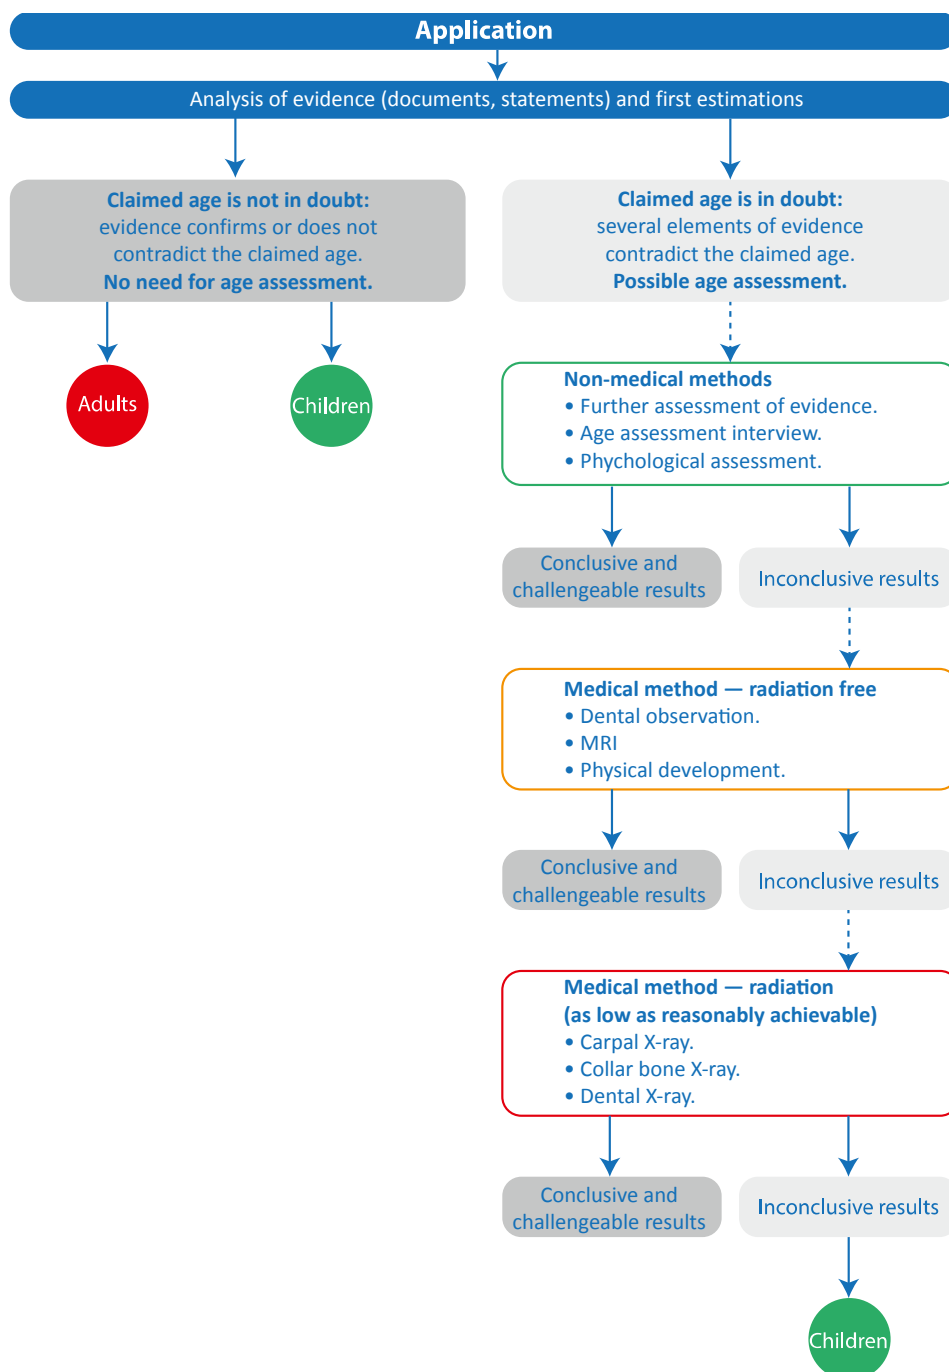 Application
Analysis of evidence (documents, statements) and first estimations
Claimed age is not in doubt:
evidence confirms or does not
contradict the claimed age.
No need for age assessment.
Claimed age is in doubt:
several elements of evidence
contradict the claimed age.
Possible age assessment.
Adults
Children
Non-medical methods
• Further assessment of evidence.
• Age assessment interview.
• Phychological assessment.
Conclusive and
challengeable results
Inconclusive results
Medical method — radiation free
• Dental observation.
• MRI
• Physical development.
Conclusive and
challengeable results
Inconclusive results
Medical method — radiation
(as low as reasonably achievable)
• Carpal X-ray.
• Collar bone X-ray.
• Dental X-ray.
Conclusive and
challengeable results
Inconclusive results
Children